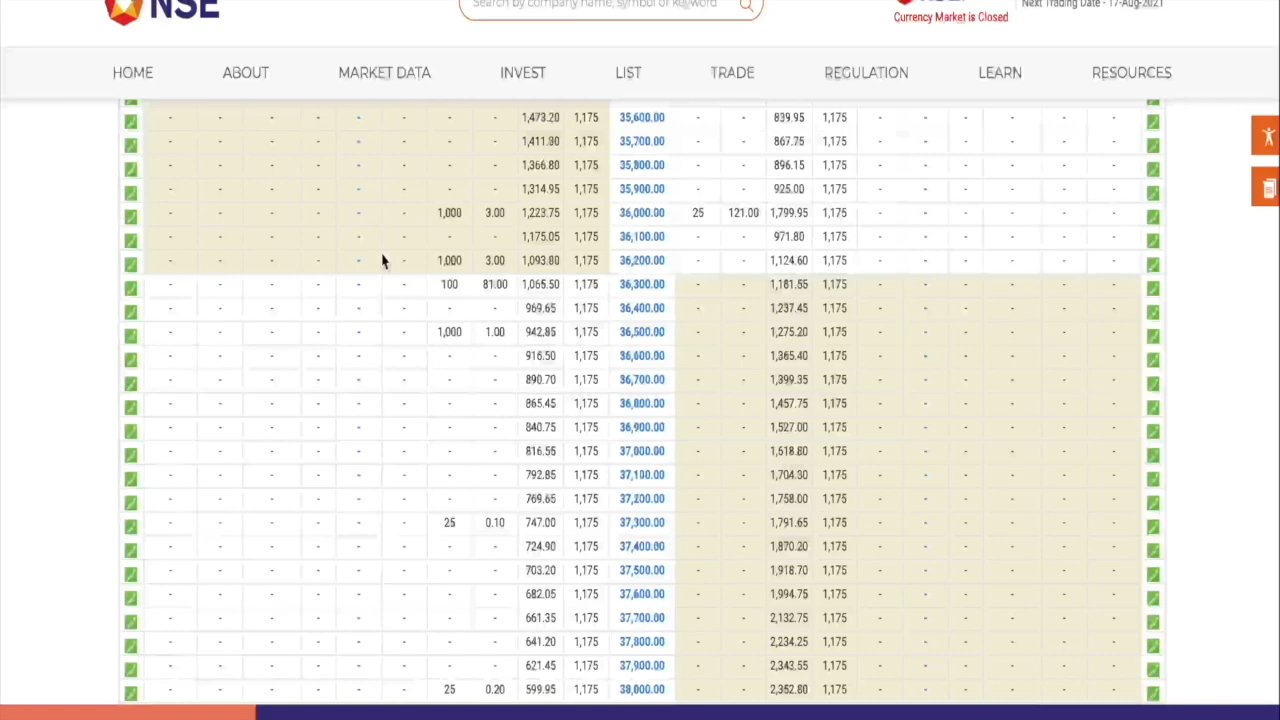 NSE
Search by company name, symbol or keyword
Currency Market is Closed
Next Trading Date - 17-Aug-2021
HOME ABOUT MARKET DATA INVEST LIST TRADE REGULATION LEARN RESOURCES
- - - - - - - - 1,473.20 1,175 35,600.00 - - 839.95 1,175 - - - - - -
- - - - - - - - 1,411.90 1,175 35,700.00 - - 867.75 1,175 - - - - - -
- - - - - - - - 1,366.80 1,175 35,800.00 - - 896.15 1,175 - - - - - -
- - - - - - - - 1,314.95 1,175 35,900.00 - - 925.00 1,175 - - - - - -
- - - - - - 1,000 3.00 1,223.75 1,175 36,000.00 25 121.00 1,799.95 1,175 - - - - - -
- - - - - - - - 1,175.05 1,175 36,100.00 - - 971.80 1,175 - - - - - -
- - - - - - 1,000 3.00 1,093.80 1,175 36,200.00 - - 1,124.60 1,175 - - - - - -
- - - - - - 100 81.00 1,065.50 1,175 36,300.00 - - 1,181.55 1,175 - - - - - -
- - - - - - - - 969.65 1,175 36,400.00 - - 1,237.45 1,175 - - - - - -
- - - - - - 1,000 1.00 942.85 1,175 36,500.00 - - 1,275.20 1,175 - - - - - -
- - - - - - - - 916.50 1,175 36,600.00 - - 1,365.40 1,175 - - - - - -
- - - - - - - - 890.70 1,175 36,700.00 - - 1,399.35 1,175 - - - - - -
- - - - - - - - 865.45 1,175 36,800.00 - - 1,457.75 1,175 - - - - - -
- - - - - - - - 840.75 1,175 36,900.00 - - 1,527.00 1,175 - - - - - -
- - - - - - - - 816.55 1,175 37,000.00 - - 1,618.80 1,175 - - - - - -
- - - - - - - - 792.85 1,175 37,100.00 - - 1,704.30 1,175 - - - - - -
- - - - - - - - 769.65 1,175 37,200.00 - - 1,758.00 1,175 - - - - - -
- - - - - - 25 0.10 747.00 1,175 37,300.00 - - 1,791.65 1,175 - - - - - -
- - - - - - - - 724.90 1,175 37,400.00 - - 1,870.20 1,175 - - - - - -
- - - - - - - - 703.20 1,175 37,500.00 - - 1,918.70 1,175 - - - - - -
- - - - - - - - 682.05 1,175 37,600.00 - - 1,994.75 1,175 - - - - - -
- - - - - - - - 661.35 1,175 37,700.00 - - 2,132.75 1,175 - - - - - -
- - - - - - - - 641.20 1,175 37,800.00 - - 2,234.25 1,175 - - - - - -
- - - - - - - - 621.45 1,175 37,900.00 - - 2,343.55 1,175 - - - - - -
- - - - - - 25 0.20 599.95 1,175 38,000.00 - - 2,352.80 1,175 - - - - - -